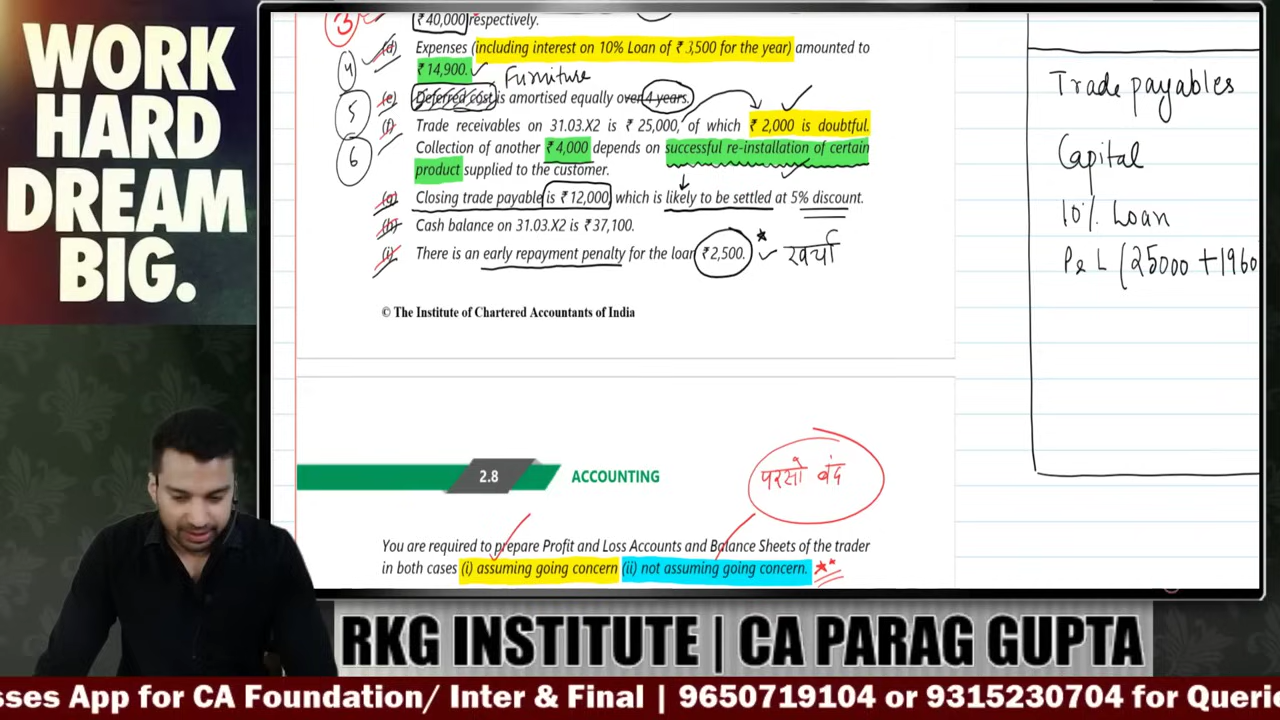 WORK
HARD
DREAM
BIG.
₹ 40,000 respectively.
(d) Expenses (including interest on 10% Loan of ₹ 3,500 for the year) amounted to
4
₹ 14,900. Furniture
(e) Deferred cost is amortised equally over 4 years.
5
(f) Trade receivables on 31.03.X2 is ₹ 25,000, of which ₹ 2,000 is doubtful.
Collection of another ₹ 4,000 depends on successful re-installation of certain
6
product supplied to the customer.
(g) Closing trade payable is ₹ 12,000, which is likely to be settled at 5% discount.
(h) Cash balance on 31.03.X2 is ₹ 37,100.
(i) There is an early repayment penalty for the loan ₹ 2,500. खर्चा
© The Institute of Chartered Accountants of India
2.8 ACCOUNTING
परसो बंद
You are required to prepare Profit and Loss Accounts and Balance Sheets of the trader
in both cases (i) assuming going concern (ii) not assuming going concern.
Trade payables
Capital
10% Loan
P & L (25000 + 1960
RKG INSTITUTE | CA PARAG GUPTA
sses App for CA Foundation/ Inter & Final | 9650719104 or 9315230704 for Querie